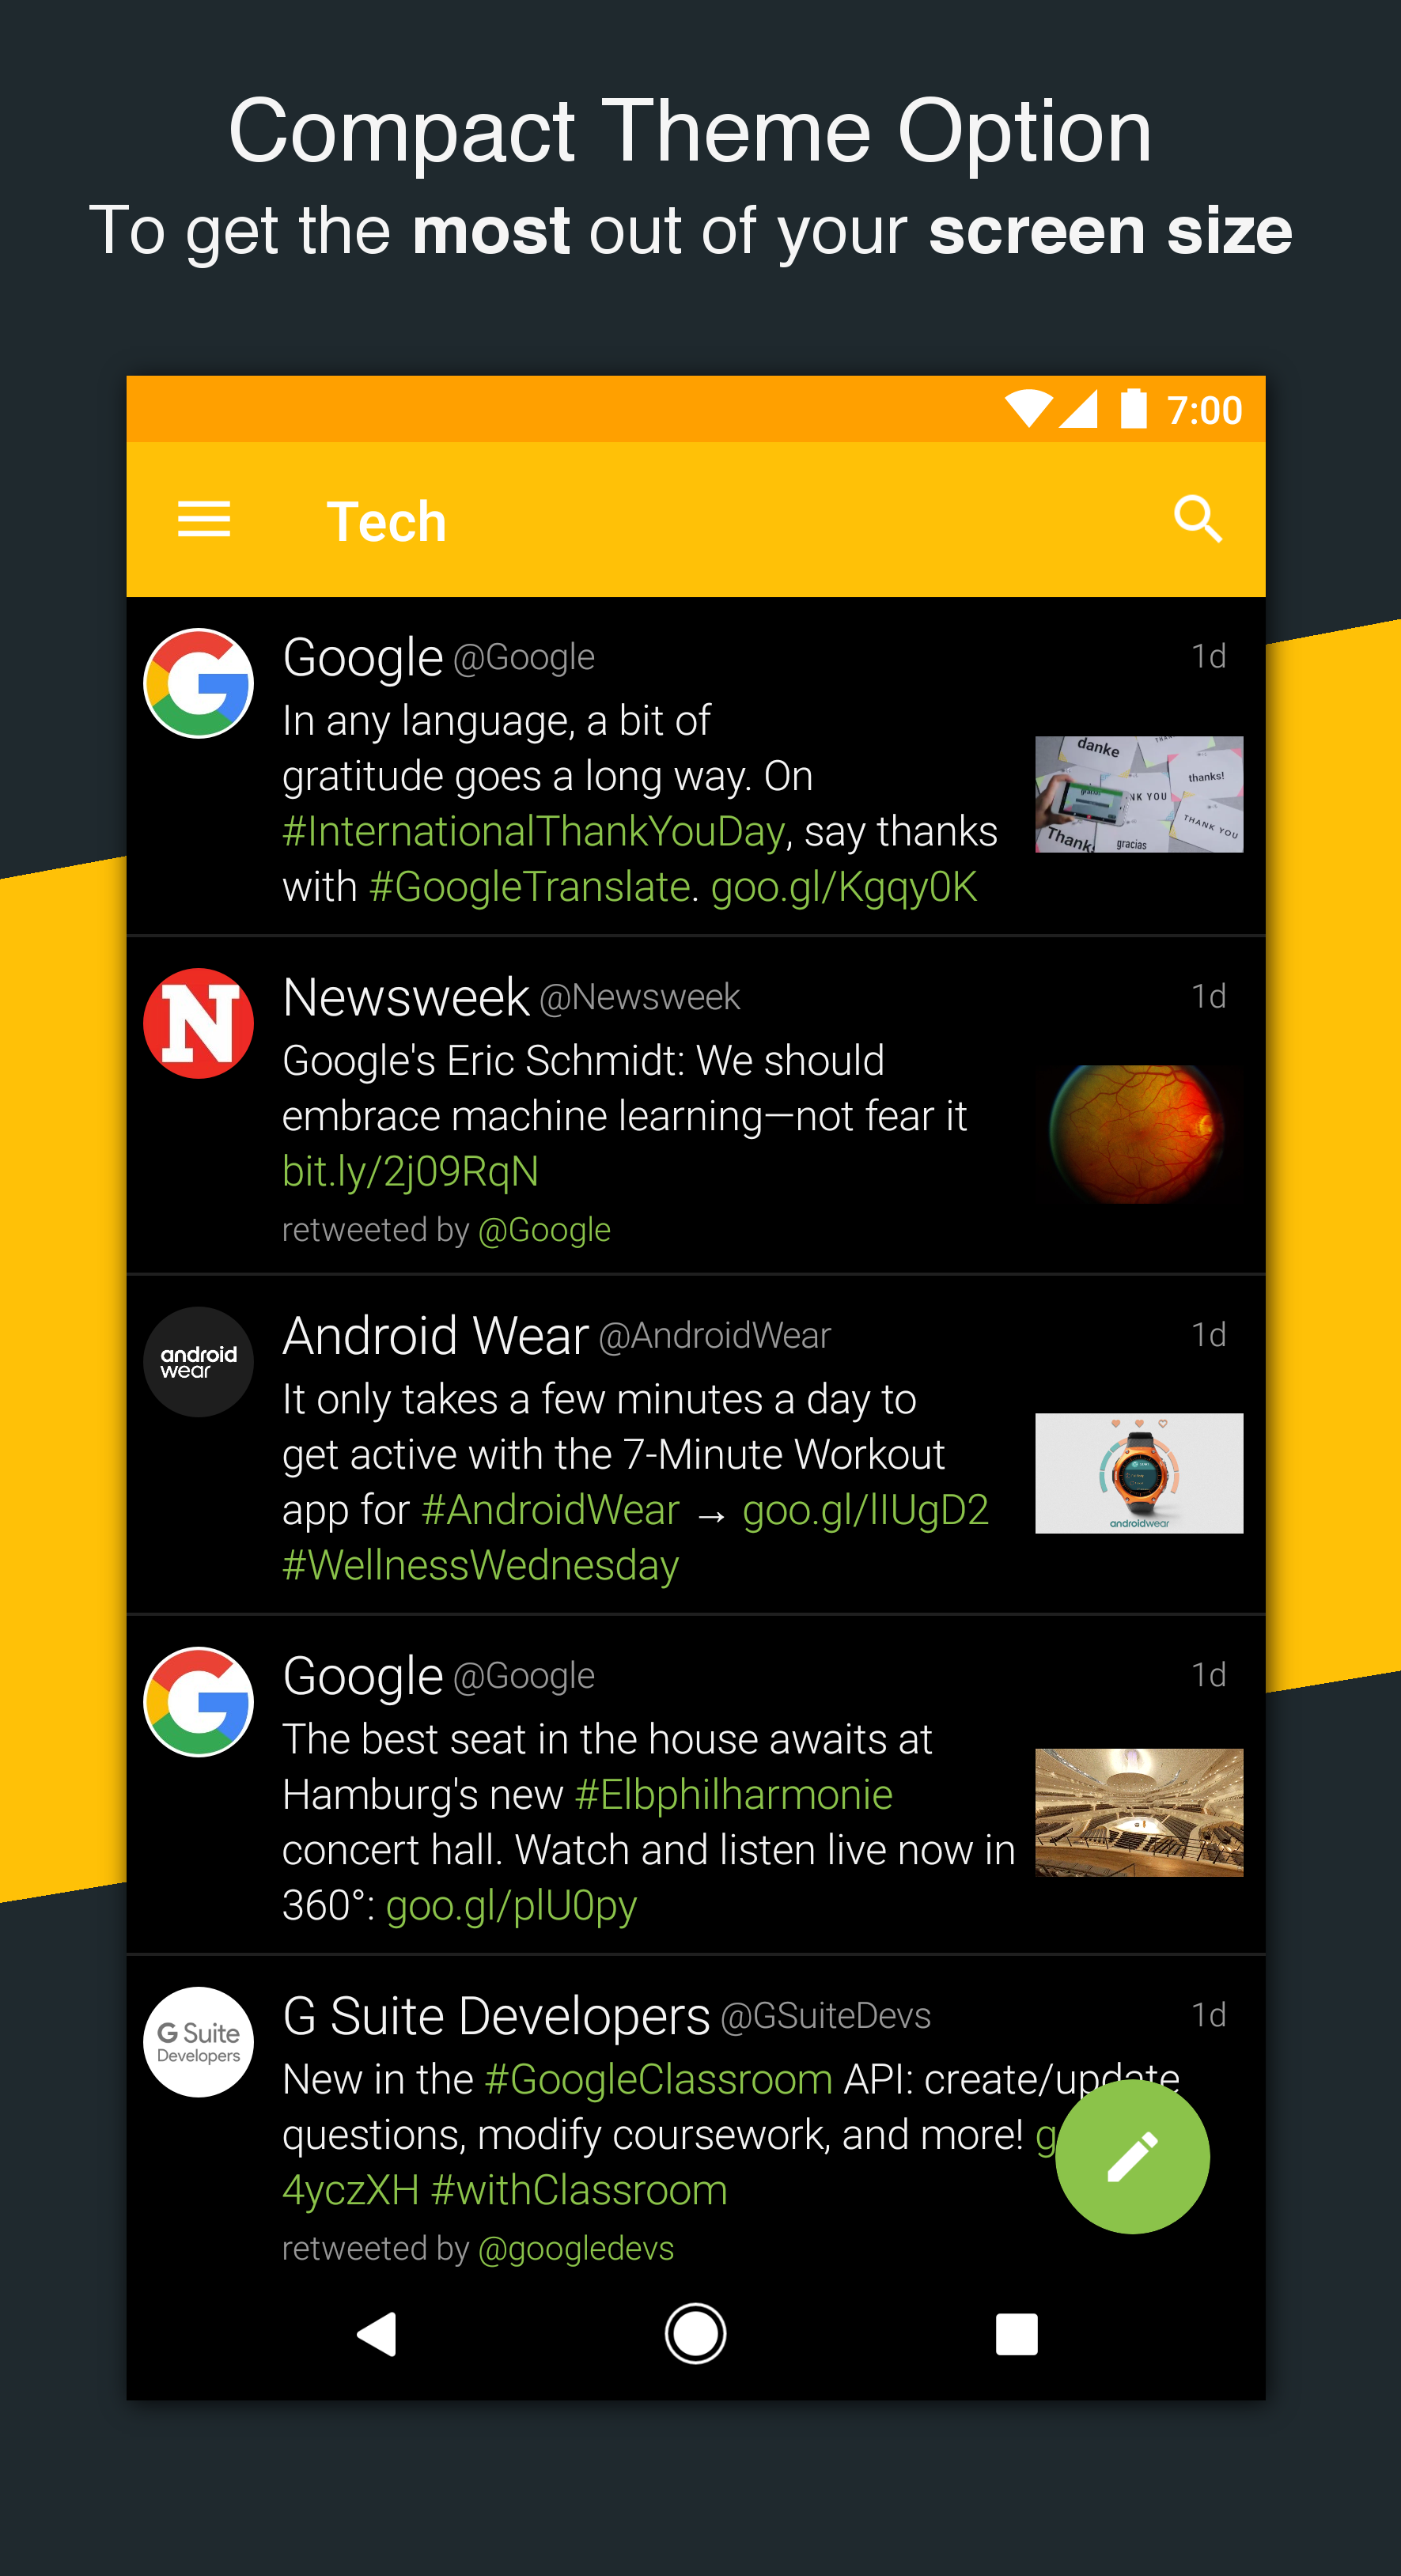 Compact Theme Option
To get the most out of your screen size
7:00
Tech
Google @Google 1d
In any language, a bit of
gratitude goes a long way. On
#InternationalThankYouDay, say thanks
with #GoogleTranslate. goo.gl/Kgqy0K
danke
thanks!
NK YOU
THANK YOU
Thank
gracias
N
Newsweek @Newsweek 1d
Google's Eric Schmidt: We should
embrace machine learning—not fear it
bit.ly/2j09RqN
retweeted by @Google
android
wear
Android Wear @AndroidWear 1d
It only takes a few minutes a day to
get active with the 7-Minute Workout
app for #AndroidWear → goo.gl/lIUgD2
#WellnessWednesday
androidwear
Google @Google 1d
The best seat in the house awaits at
Hamburg's new #Elbphilharmonie
concert hall. Watch and listen live now in
360°: goo.gl/plU0py
G Suite
Developers
G Suite Developers @GSuiteDevs 1d
New in the #GoogleClassroom API: create/update
questions, modify coursework, and more! g
4yczXH #withClassroom
retweeted by @googledevs